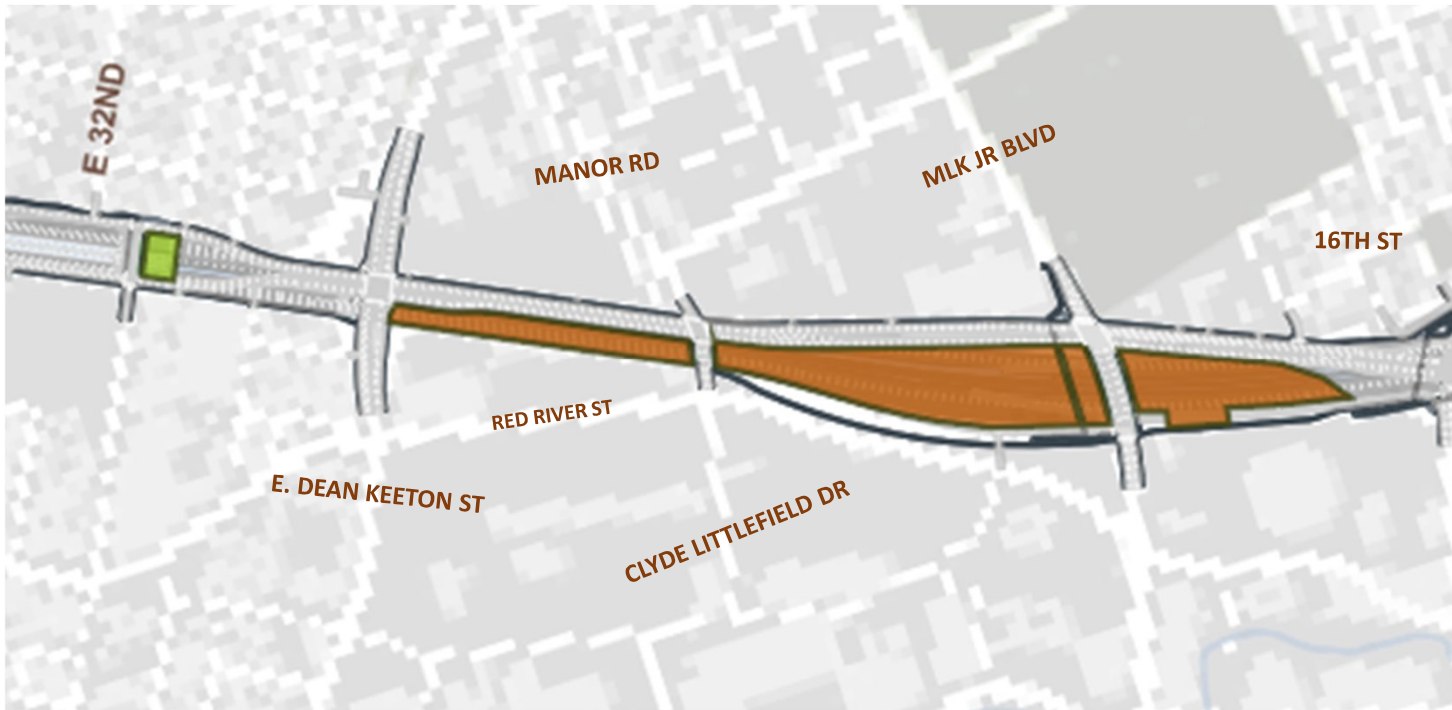 E 32ND
MANOR RD
MLK JR BLVD
16TH ST
RED RIVER ST
E. DEAN KEETON ST
CLYDE LITTLEFIELD DR